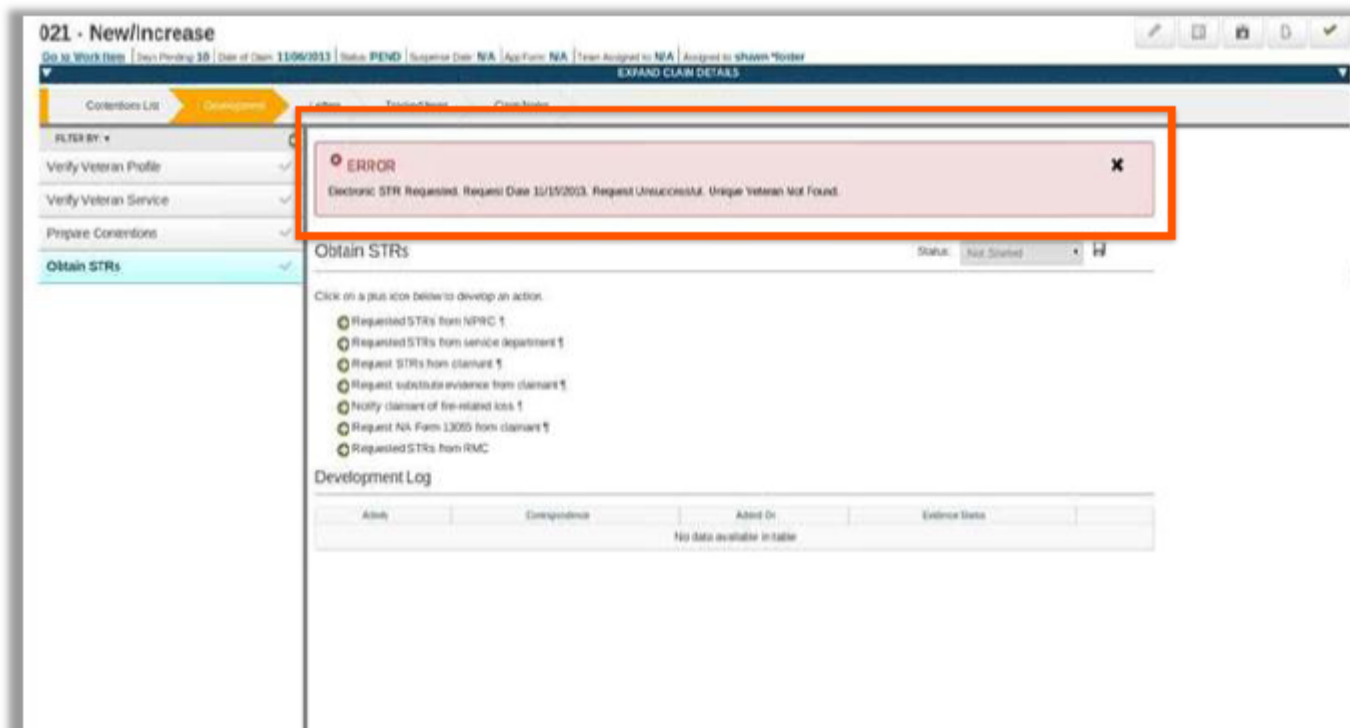 021 - New/Increase
Go to Work Item Days Pending 10 Date of Claim 11/06/2013 Status PEND Suspense Date N/A App Form N/A Team Assigned to N/A Assigned to
EXPAND CLAIM DETAILS
Contentions List Development Letters Tracked Items Claim Notes
FILTER BY:
Verify Veteran Profile
Verify Veteran Service
Prepare Contentions
Obtain STRs
ERROR
Electronic STR Requested. Request Date 11/15/2013. Request Unsuccessful. Unique Veteran Not Found.
Obtain STRs
Status: Not Started
Click on a plus icon below to develop an action.
Requested STRs from NPRC ¶
Requested STRs from service department ¶
Request STRs from claimant ¶
Request substitute evidence from claimant ¶
Notify claimant of fire-related loss ¶
Request NA Form 13055 from claimant ¶
Requested STRs from RMC
Development Log
Activity Correspondence Added On Evidence Status
No data available in table